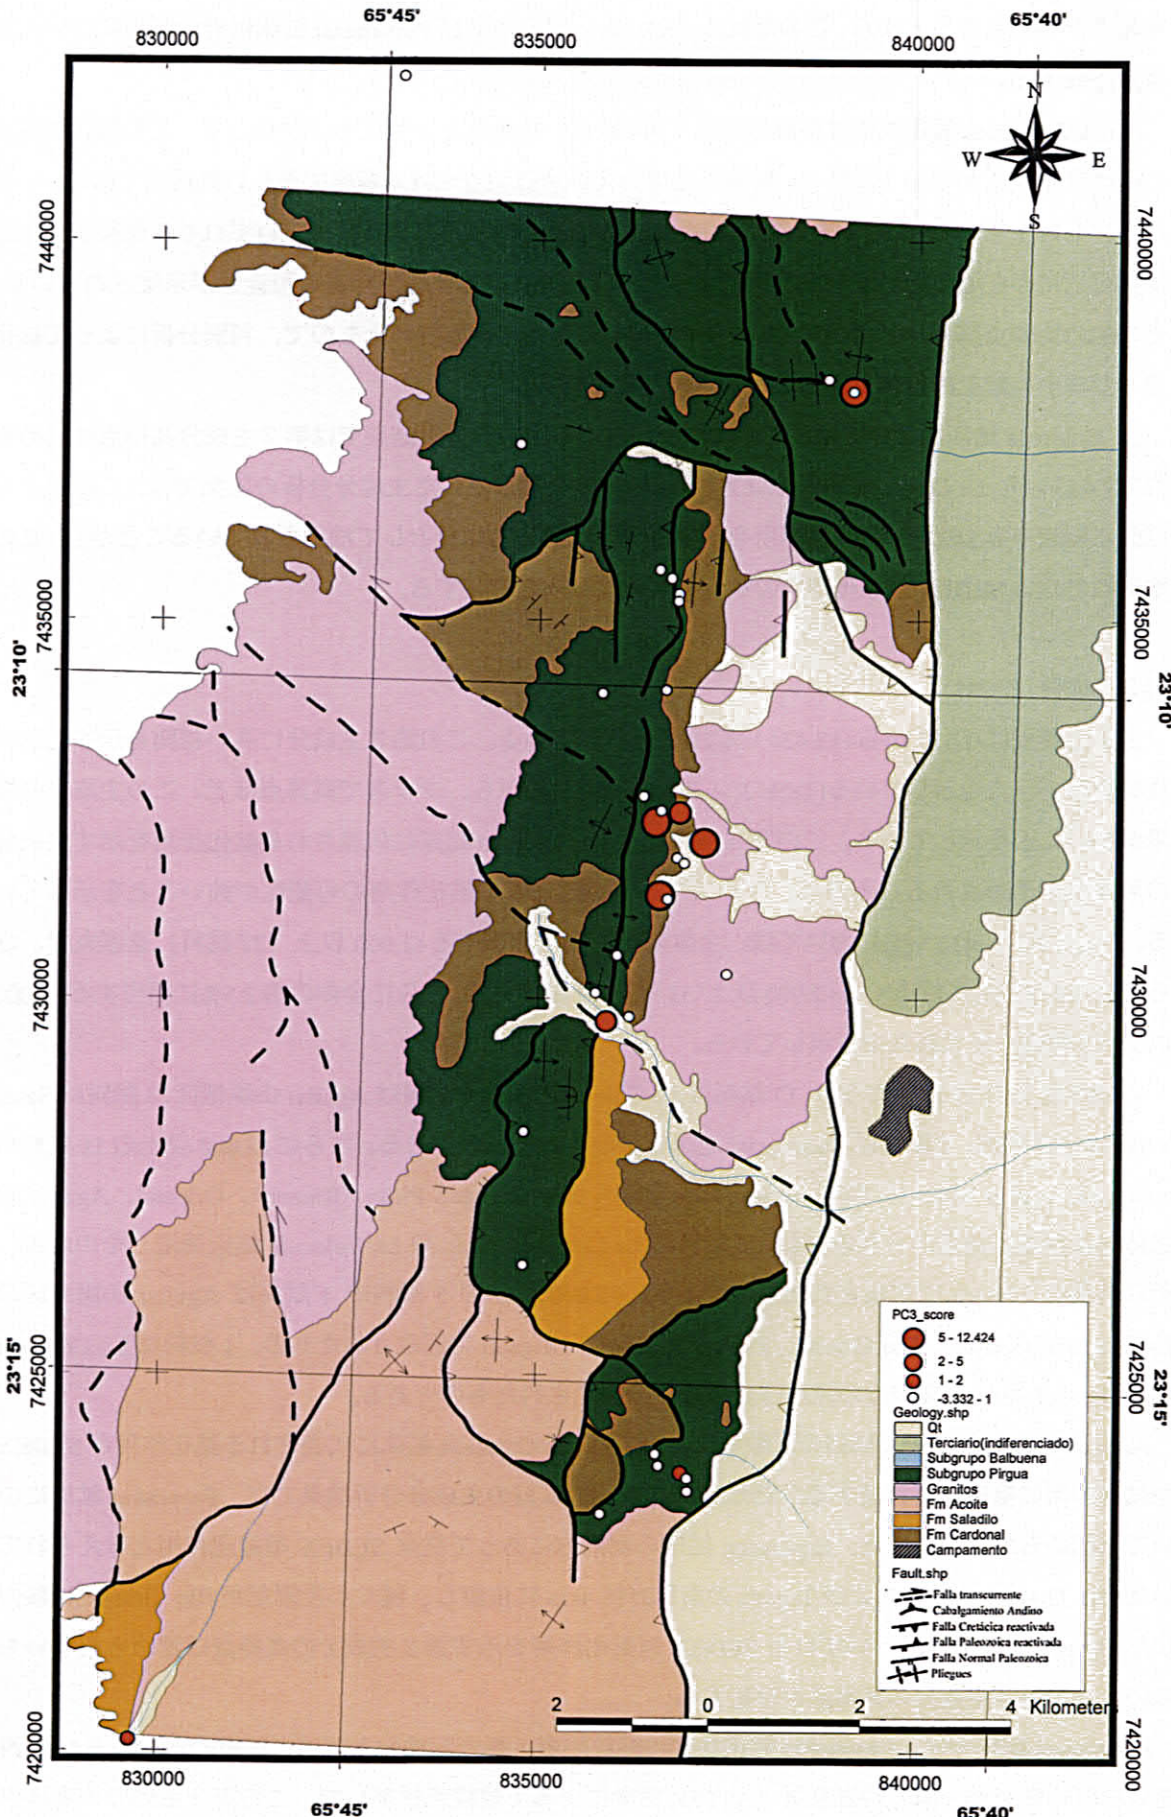 65°45' 65°40'
830000 835000 840000
N
W E
S
7440000 7440000
7435000 7435000
23°10' 23°10'
7430000 7430000
PC3_score
5 - 12.424
2 - 5
1 - 2
-3.332 - 1
Geology.shp
Qt
Terciario(indiferenciado)
Subgrupo Balbuena
Subgrupo Pirgua
Granitos
Fm Acoite
Fm Saladilo
Fm Cardonal
Campamento
Fault.shp
Falla transcurrente
Cabalgamiento Andino
Falla Cretácica reactivada
Falla Paleozoica reactivada
Falla Normal Paleozoica
Pliegues
23°15' 23°15'
7425000 7425000
2 0 2 4 Kilometers
7420000 7420000
830000 835000 840000
65°45' 65°40'